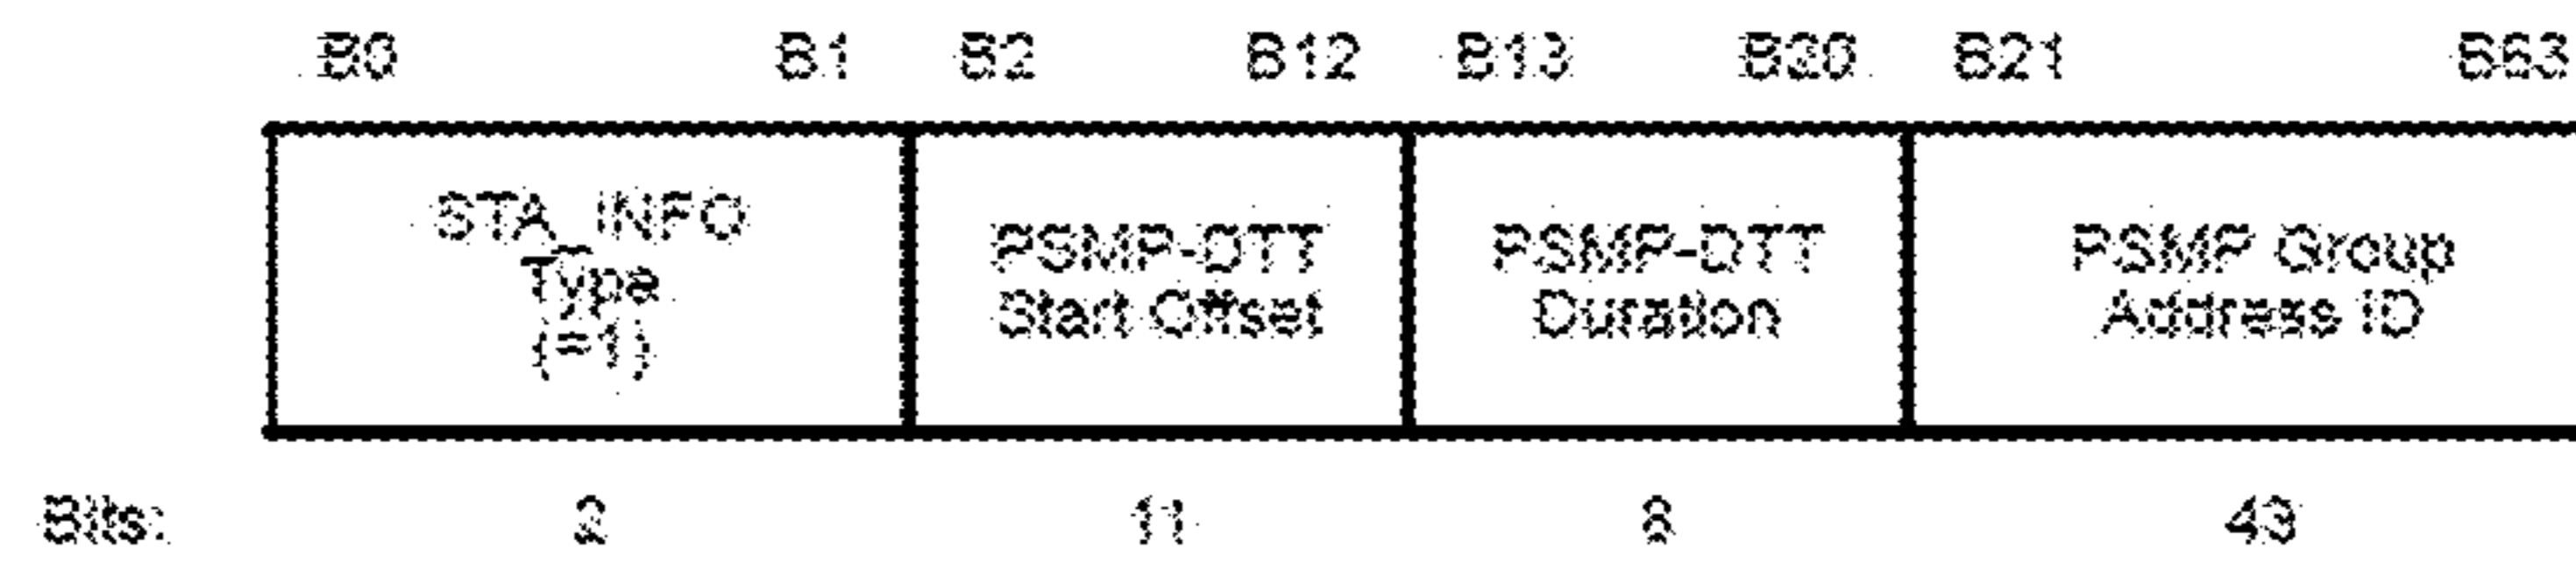 B0 B1 B2 B12 B13 B20 B21 B63
STA_INFO
Type
(=1)
PSMP-DTT
Start Offset
PSMP-DTT
Duration
PSMP Group
Address ID
Bits: 2 11 8 43